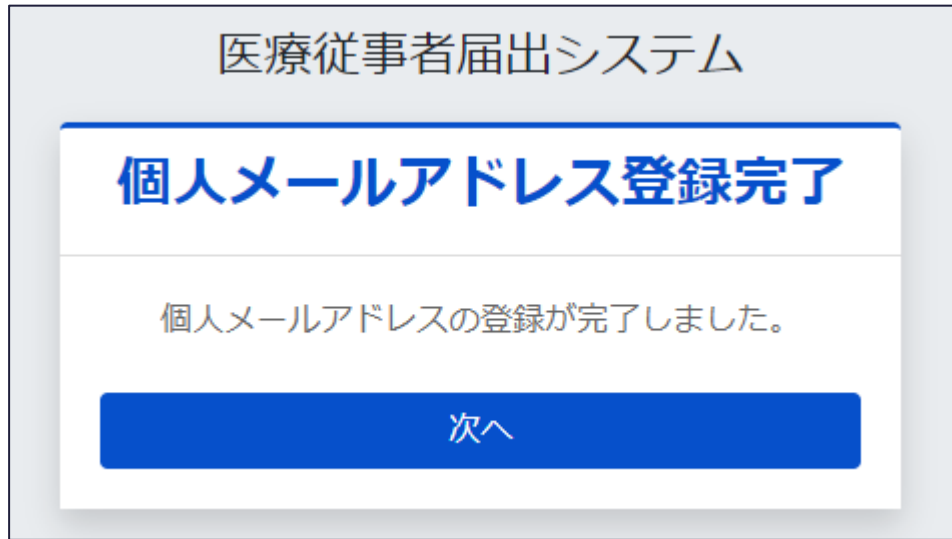 医療従事者届出システム
個人メールアドレス登録完了
個人メールアドレスの登録が完了しました。
次へ